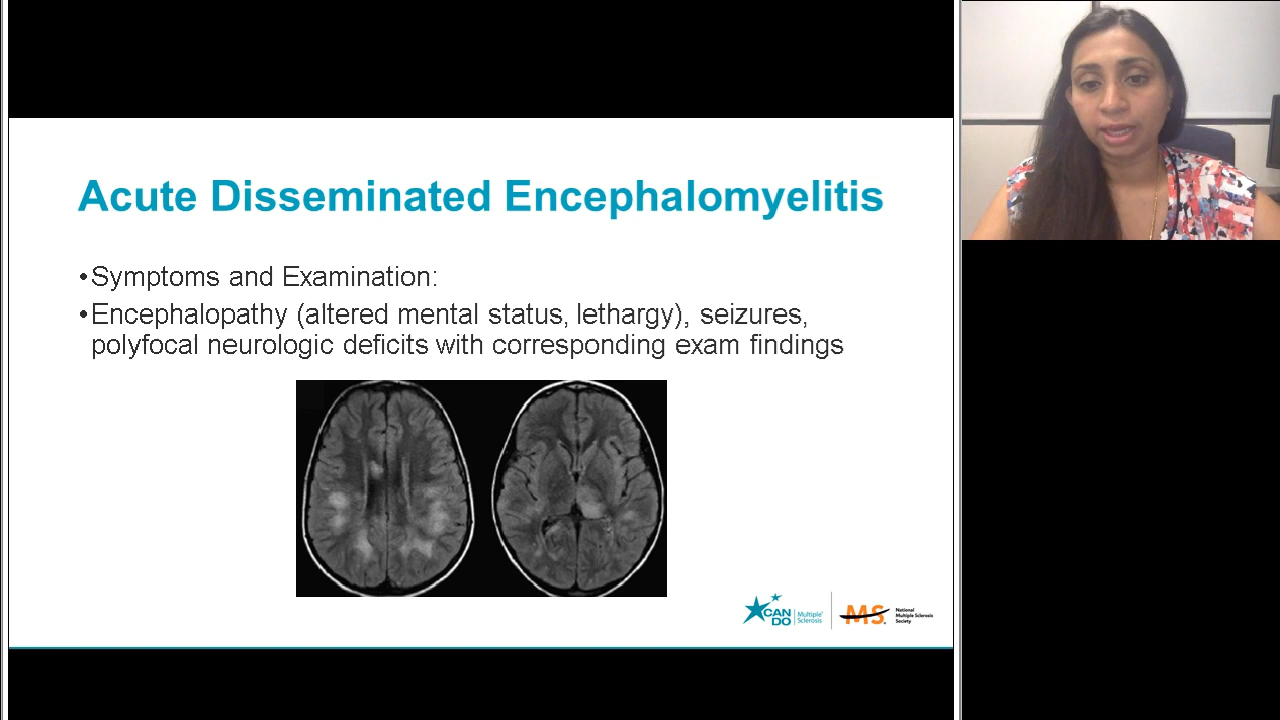 Acute Disseminated Encephalomyelitis
•Symptoms and Examination:
•Encephalopathy (altered mental status, lethargy), seizures,
polyfocal neurologic deficits with corresponding exam findings
CAN
DO
Multiple
Sclerosis
MS
National
Multiple Sclerosis
Society